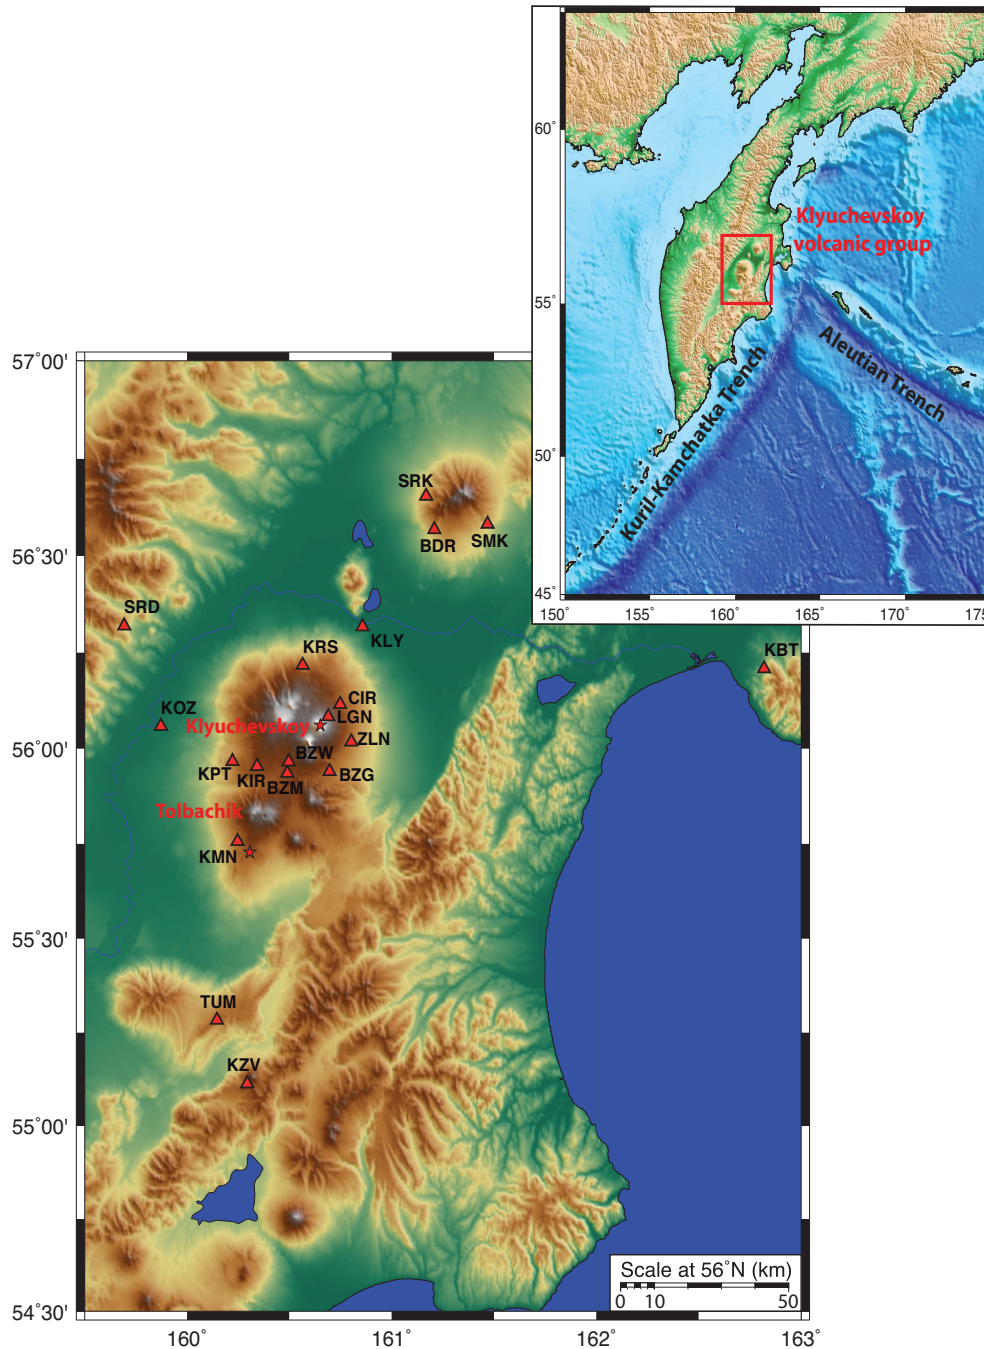 60°
55°
50°
45°
150°
155°
160°
165°
170°
175
Klyuchevskoy
volcanic group
Kuril-Kamchatka Trench
Aleutian Trench
57°00'
56°30'
56°00'
55°30'
55°00'
54°30'
SRK
BDR
SMK
SRD
KLY
KRS
KBT
CIR
KOZ
LGN
Klyuchevskoy
ZLN
BZW
KPT
KIR
BZM
BZG
Tolbachik
KMN
TUM
KZV
Scale at 56°N (km)
0 10 50
160°
161°
162°
163°